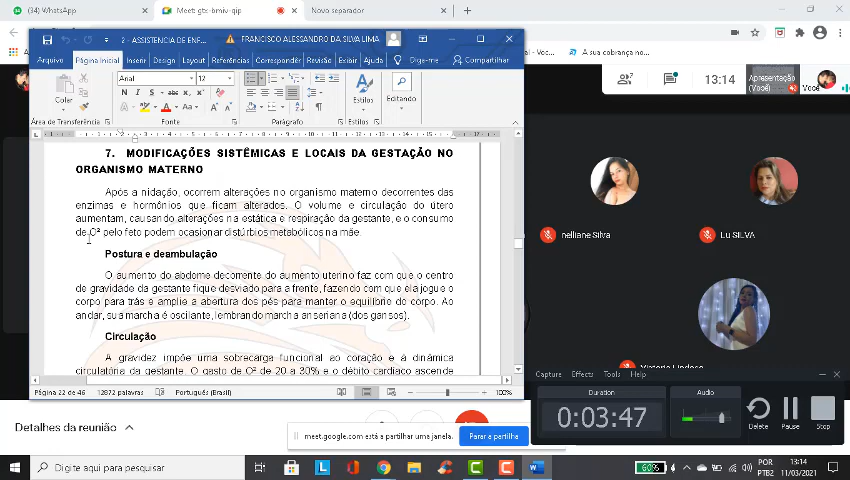 (34) WhatsApp
Meet: gtx-bmiv-gip
Novo separador
2 - ASSISTENCIA DE ENF...
FRANCISCO ALESSANDRO DA SILVA LIMA
Arquivo Página Inicial Inserir Design Layout Referências Correspondên Revisão Exibir Ajuda Diga-me Compartilhar
Arial 12
Colar
Estilos
Editando
Área de Transferência Fonte Parágrafo Estilos
7. MODIFICAÇÕES SISTÊMICAS E LOCAIS DA GESTAÇÃO NO
ORGANISMO MATERNO
Após a nidação, ocorrem alterações no organismo materno decorrentes das
enzimas e hormônios que ficam alterados. O volume e circulação do útero
aumentam, causando alterações na estática e respiração da gestante, e o consumo
de O² pelo feto podem ocasionar distúrbios metabólicos na mãe.
Postura e deambulação
O aumento do abdome decorrente do aumento uterino faz com que o centro
de gravidade da gestante fique desviado para a frente, fazendo com que ela jogue o
corpo para trás e amplie a abertura dos pés para manter o equilíbrio do corpo. Ao
andar, sua marcha é oscilante, lembrando marcha anseriana (dos gansos).
Circulação
A gravidez impõe uma sobrecarga funcional ao coração e à dinâmica
circulatória da gestante. O gasto de O² de 20 a 30% e o débito cardíaco ascende
Página 22 de 46 12872 palavras Português (Brasil) 100%
de Vocal...
A sua cobrança no...
13:14
Apresentação
(Você)
Você
nelliane Silva
Lu SILVA
Capture Effects Tools Help
Duration
0:03:47
Audio
Delete
Pause
Stop
Detalhes da reunião
meet.google.com está a partilhar uma janela.
Parar a partilha
Digite aqui para pesquisar
60%
POR
PTB2
13:14
11/03/2021